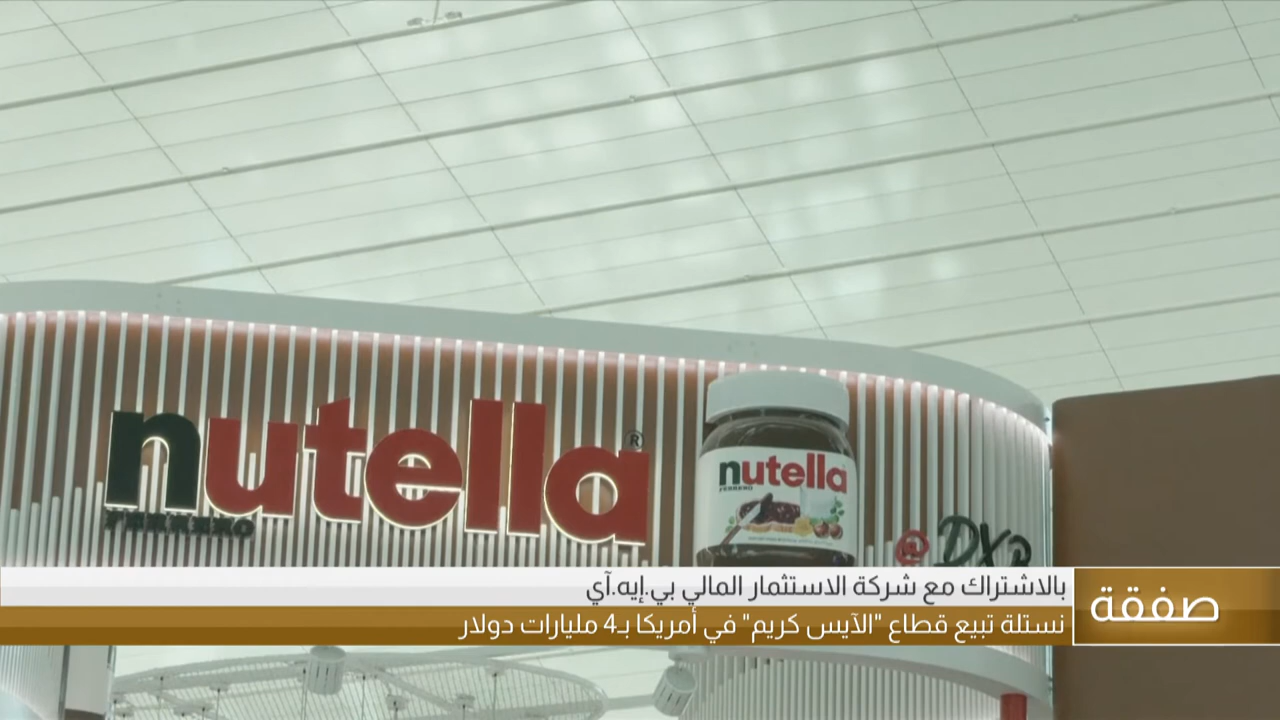 nutella®
FERRERO
nutella
FERRERO
@DXB
صفقة
بالاشتراك مع شركة الاستثمار المالي بي.إيه.آي
نستلة تبيع قطاع "الآيس كريم" في أمريكا بـ4 مليارات دولار